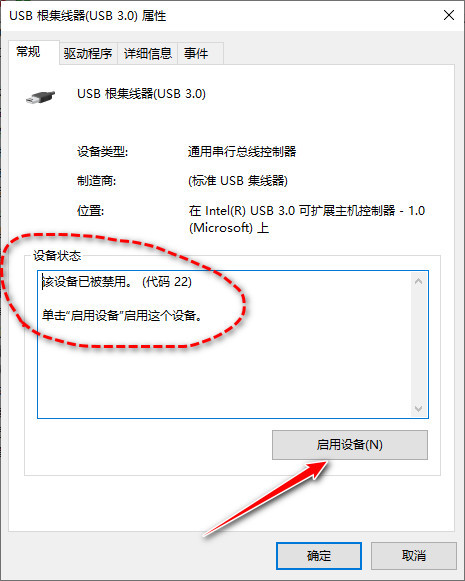 USB 根集线器(USB 3.0) 属性
常规 驱动程序 详细信息 事件
USB 根集线器(USB 3.0)
设备类型: 通用串行总线控制器
制造商: (标准 USB 集线器)
位置: 在 Intel(R) USB 3.0 可扩展主机控制器 - 1.0
(Microsoft) 上
设备状态
该设备已被禁用。 (代码 22)
单击“启用设备”启用这个设备。
启用设备(N)
确定 取消